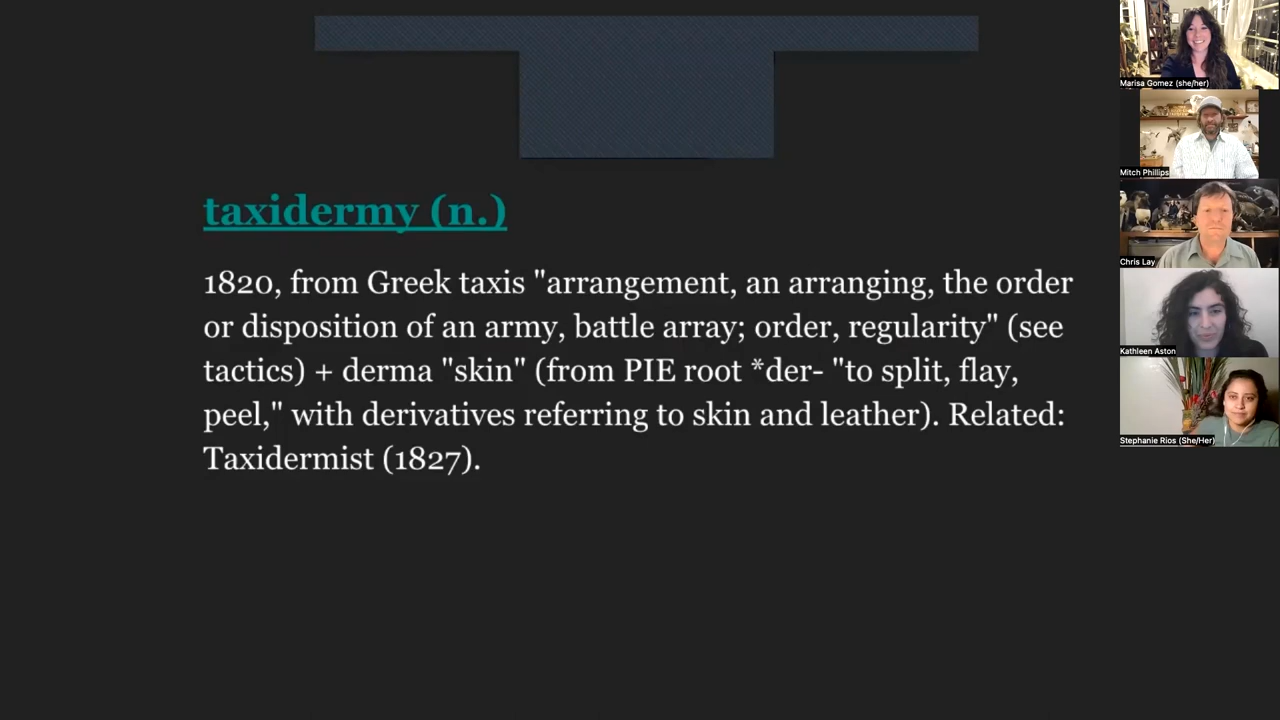 taxidermy (n.)
1820, from Greek taxis "arrangement, an arranging, the order
or disposition of an army, battle array; order, regularity" (see
tactics) + derma "skin" (from PIE root *der- "to split, flay,
peel," with derivatives referring to skin and leather). Related:
Taxidermist (1827).
Marisa Gomez (she/her)
Mitch Phillips
Chris Lay
Kathleen Aston
Stephanie Rios (She/Her)